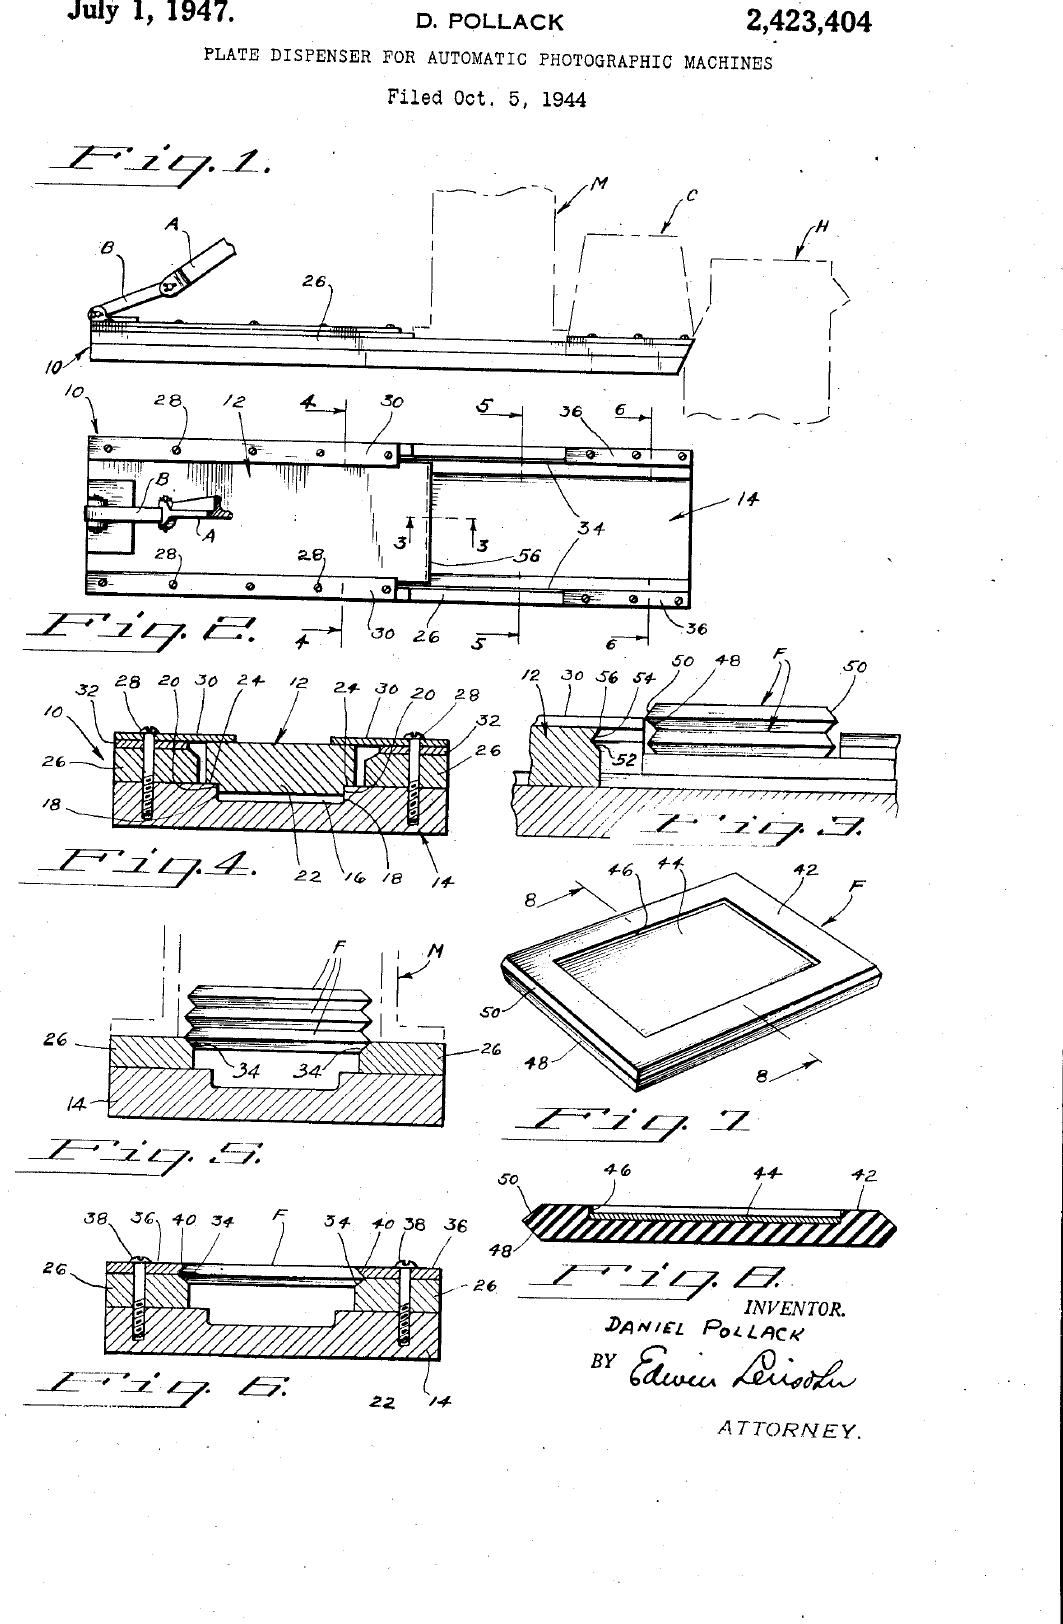 July 1, 1947. D. POLLACK 2,423,404
PLATE DISPENSER FOR AUTOMATIC PHOTOGRAPHIC MACHINES
Filed Oct. 5, 1944
Fig. 1.
M
C
H
A
B
26
10
10 28 12 4 30 5 36 6
B
14
A
34
3 3
28 28 56
Fig. 2.
4 30 26 5 6 36
32 28 20 30 24 12 24 30 20 28
10 32
26 26
18
Fig. 4. 22 16 18 14
12 30 56 54 50 48 F 50
52
Fig. 3.
46 44 42
8 F
50
48
8
Fig. 7
F M
26 26
34 34
14
Fig. 5.
46 44 42
50
48
Fig. 8.
38 36 40 34 F 34 40 38 36
26 26
Fig. 6.
22 14
INVENTOR.
DANIEL POLLACK
BY
ATTORNEY.